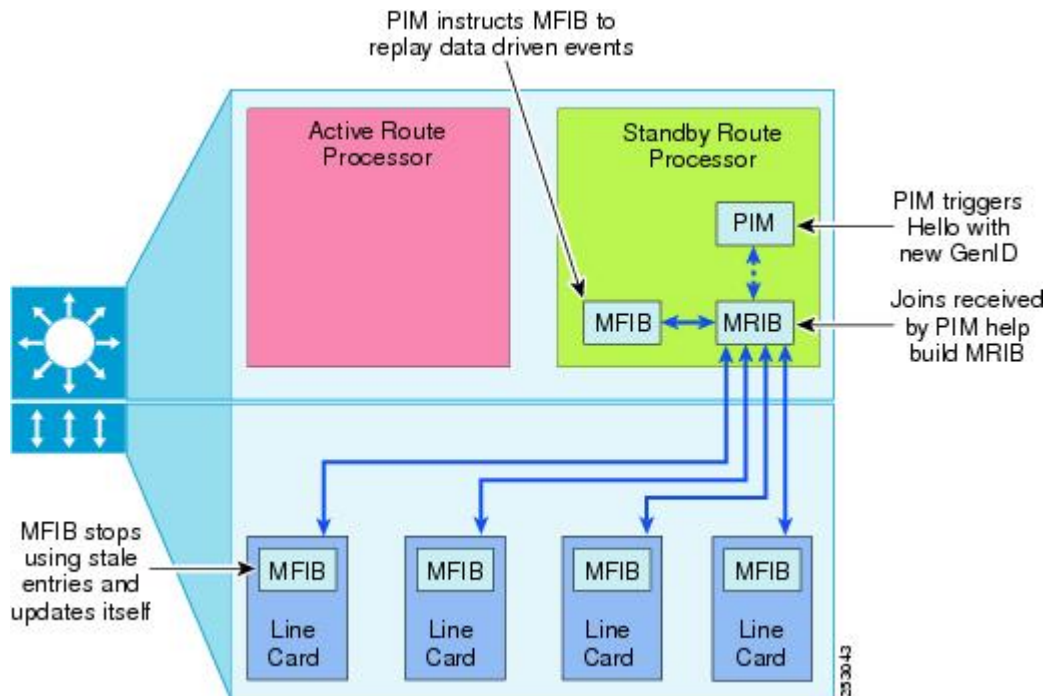 PIM instructs MFIB to
replay data driven events
Active Route
Processor
Standby Route
Processor
PIM
PIM triggers
Hello with
new GenID
MFIB
MRIB
Joins received
by PIM help
build MRIB
MFIB stops
using stale
entries and
updates itself
MFIB
Line
Card
MFIB
Line
Card
MFIB
Line
Card
MFIB
Line
Card
253043